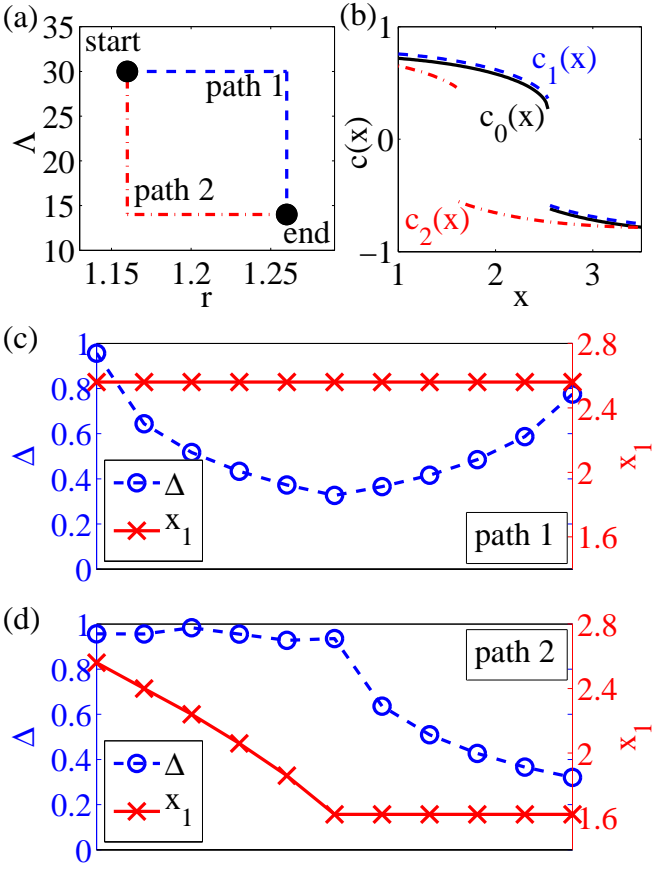 (a)
35
30
25
20
15
10
Λ
start
path 1
path 2
end
1.15
1.2
1.25
r
(b)
1
0
−1
c(x)
c1(x)
c0(x)
c2(x)
1
2
3
x
(c)
1
0.8
0.6
0.4
0.2
0
Δ
Δ
x1
path 1
2.8
2.4
2
1.6
x1
(d)
1
0.8
0.6
0.4
0.2
0
Δ
Δ
x1
path 2
2.8
2.4
2
1.6
x1